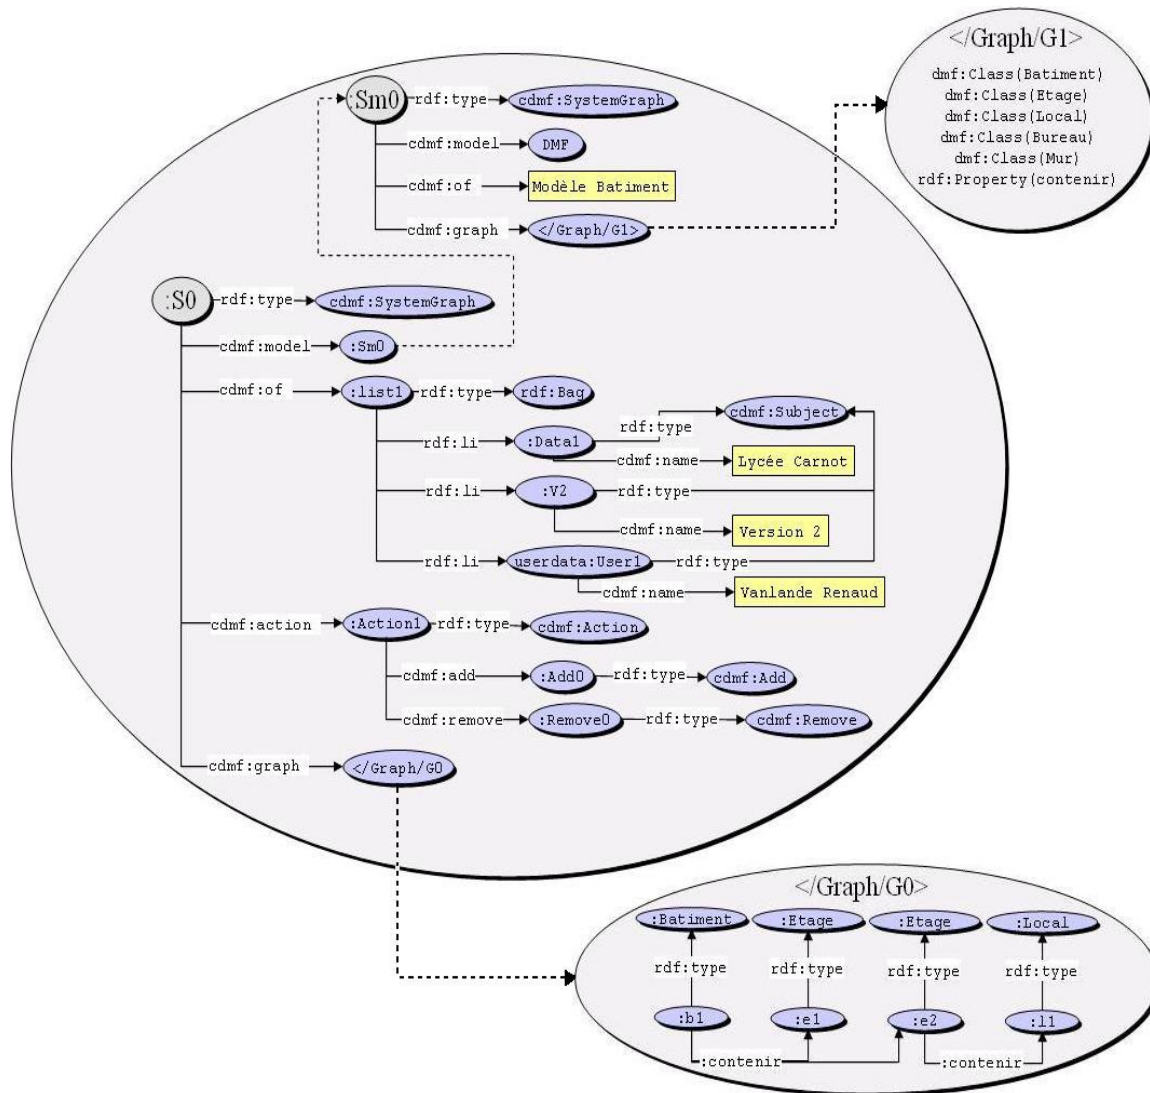 </Graph/G1>
dmf:Class(Batiment)
dmf:Class(Etage)
dmf:Class(Local)
dmf:Class(Bureau)
dmf:Class(Mur)
rdf:Property(contenir)
:Sm0 rdf:type cdmf:SystemGraph
cdmf:model DMF
cdmf:of Modèle Batiment
cdmf:graph </Graph/G1>
:S0 rdf:type cdmf:SystemGraph
cdmf:model :Sm0
cdmf:of :list1 rdf:type rdf:Bag
rdf:li :Data1 rdf:type cdmf:Subject
cdmf:name Lycée Carnot
rdf:li :V2 rdf:type
cdmf:name Version 2
rdf:li userdata:User1 rdf:type
cdmf:name Vanlande Renaud
cdmf:action :Action1 rdf:type cdmf:Action
cdmf:add :Add0 rdf:type cdmf:Add
cdmf:remove :Remove0 rdf:type cdmf:Remove
cdmf:graph </Graph/G0
</Graph/G0>
:Batiment :Etage :Etage :Local
rdf:type rdf:type rdf:type rdf:type
:b1 :e1 :e2 :l1
:contenir :contenir